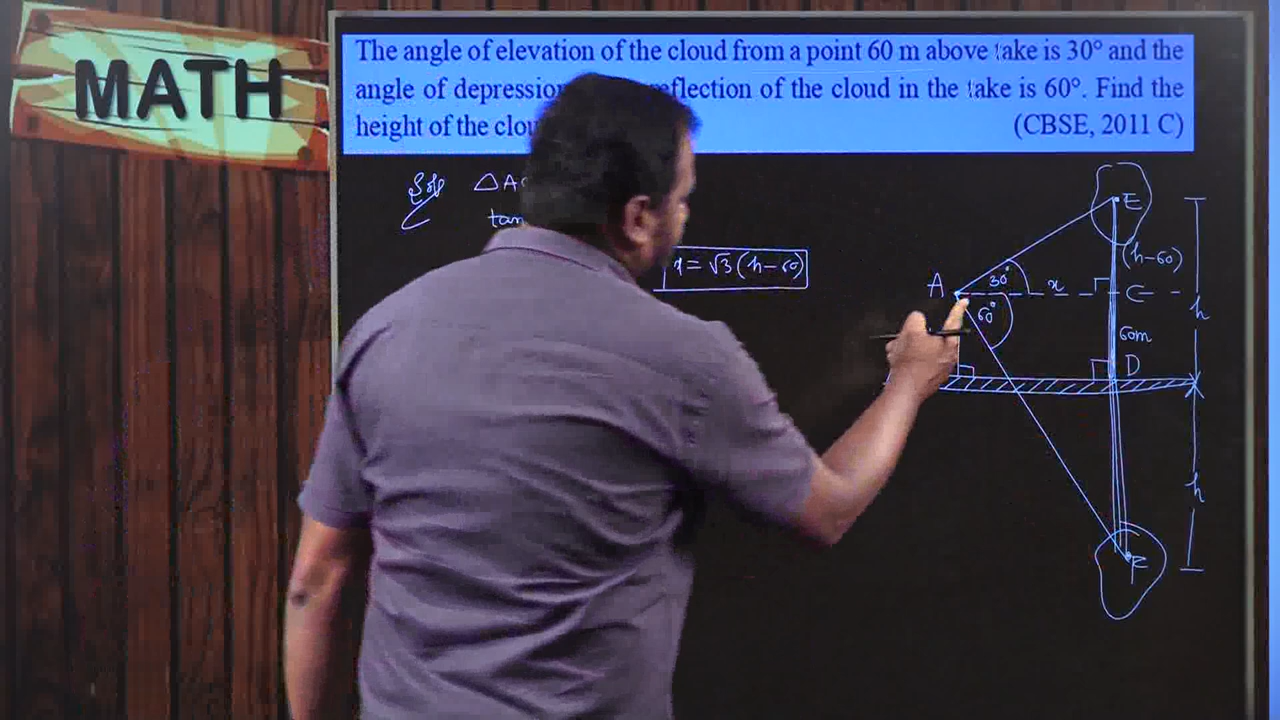 MATH
The angle of elevation of the cloud from a point 60 m above lake is 30° and the
angle of depression reflection of the cloud in the lake is 60°. Find the
height of the (CBSE, 2011 C)
Sol
tan
x = √3 (h-60)
E
(h-60)
A 30° x C
h
60°
60m
D
h
F